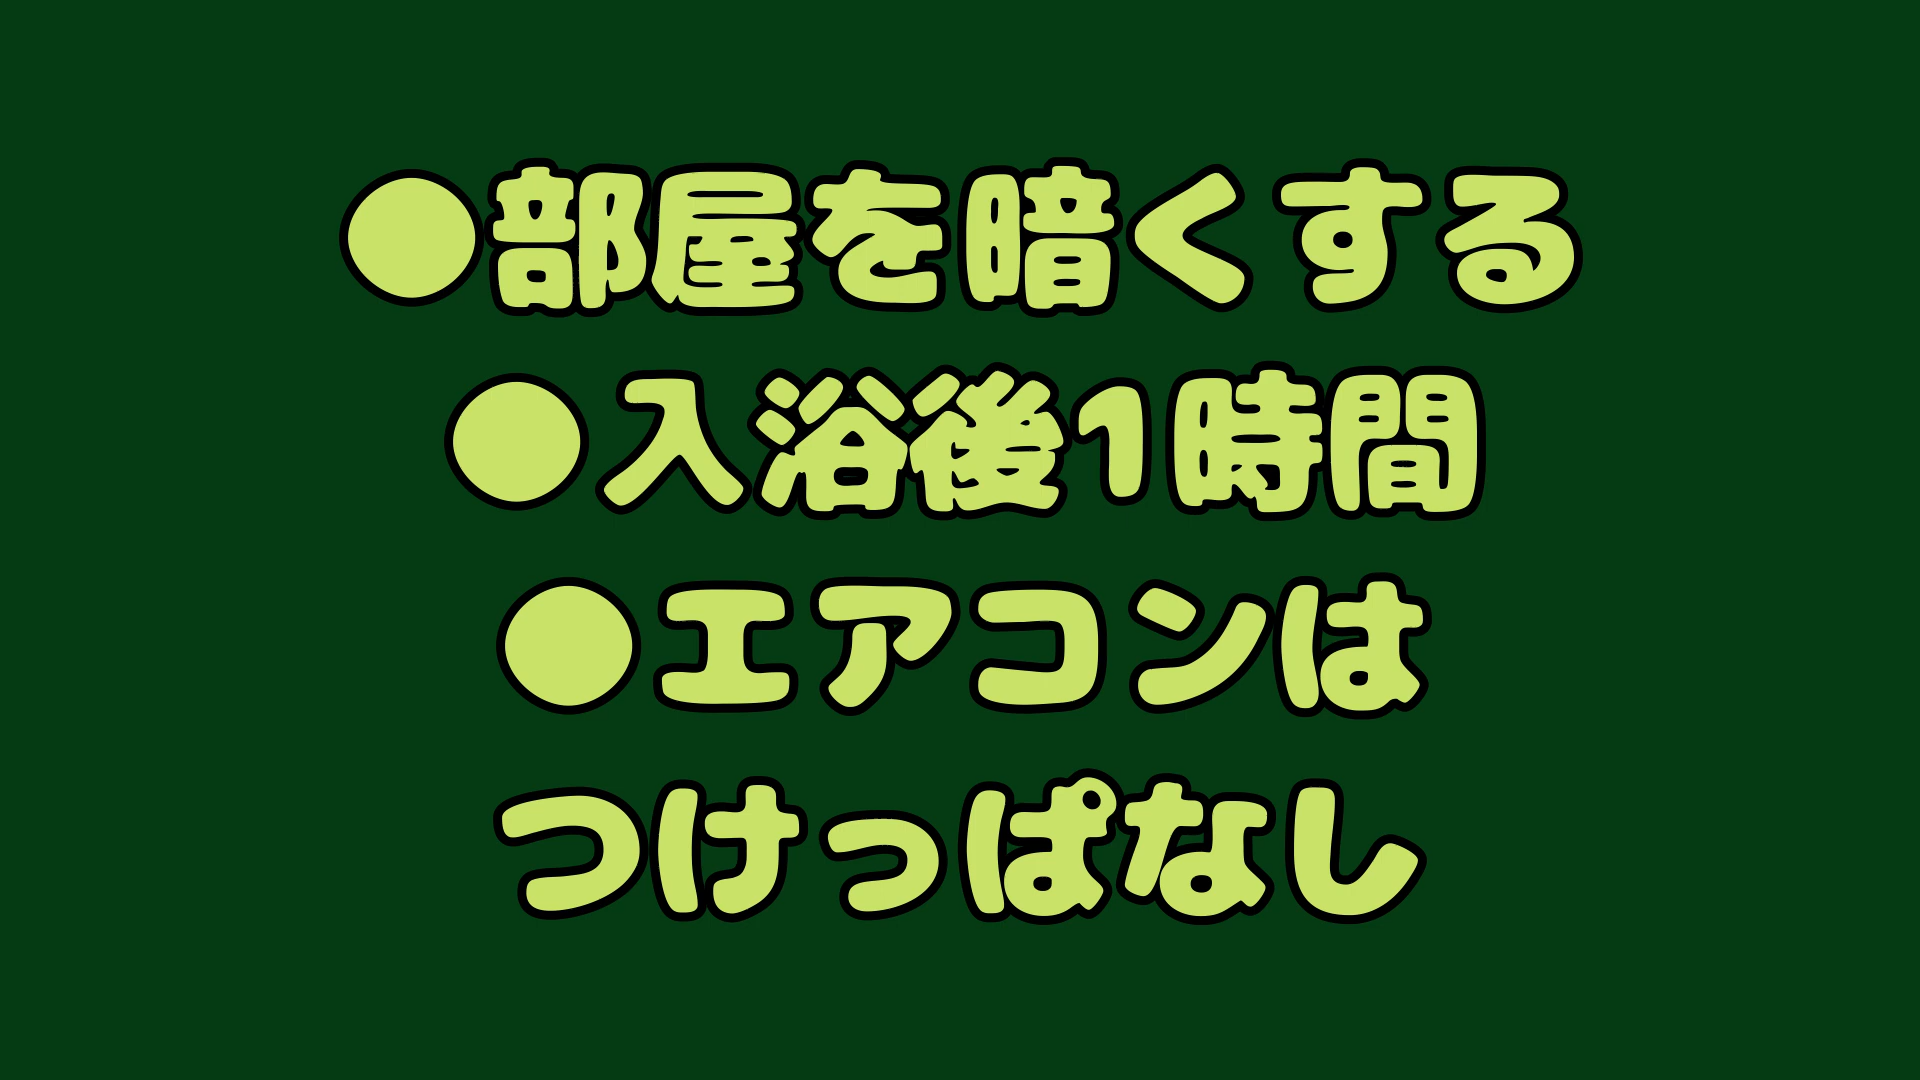 ●部屋を暗くする
●入浴後1時間
●エアコンは
つけっぱなし